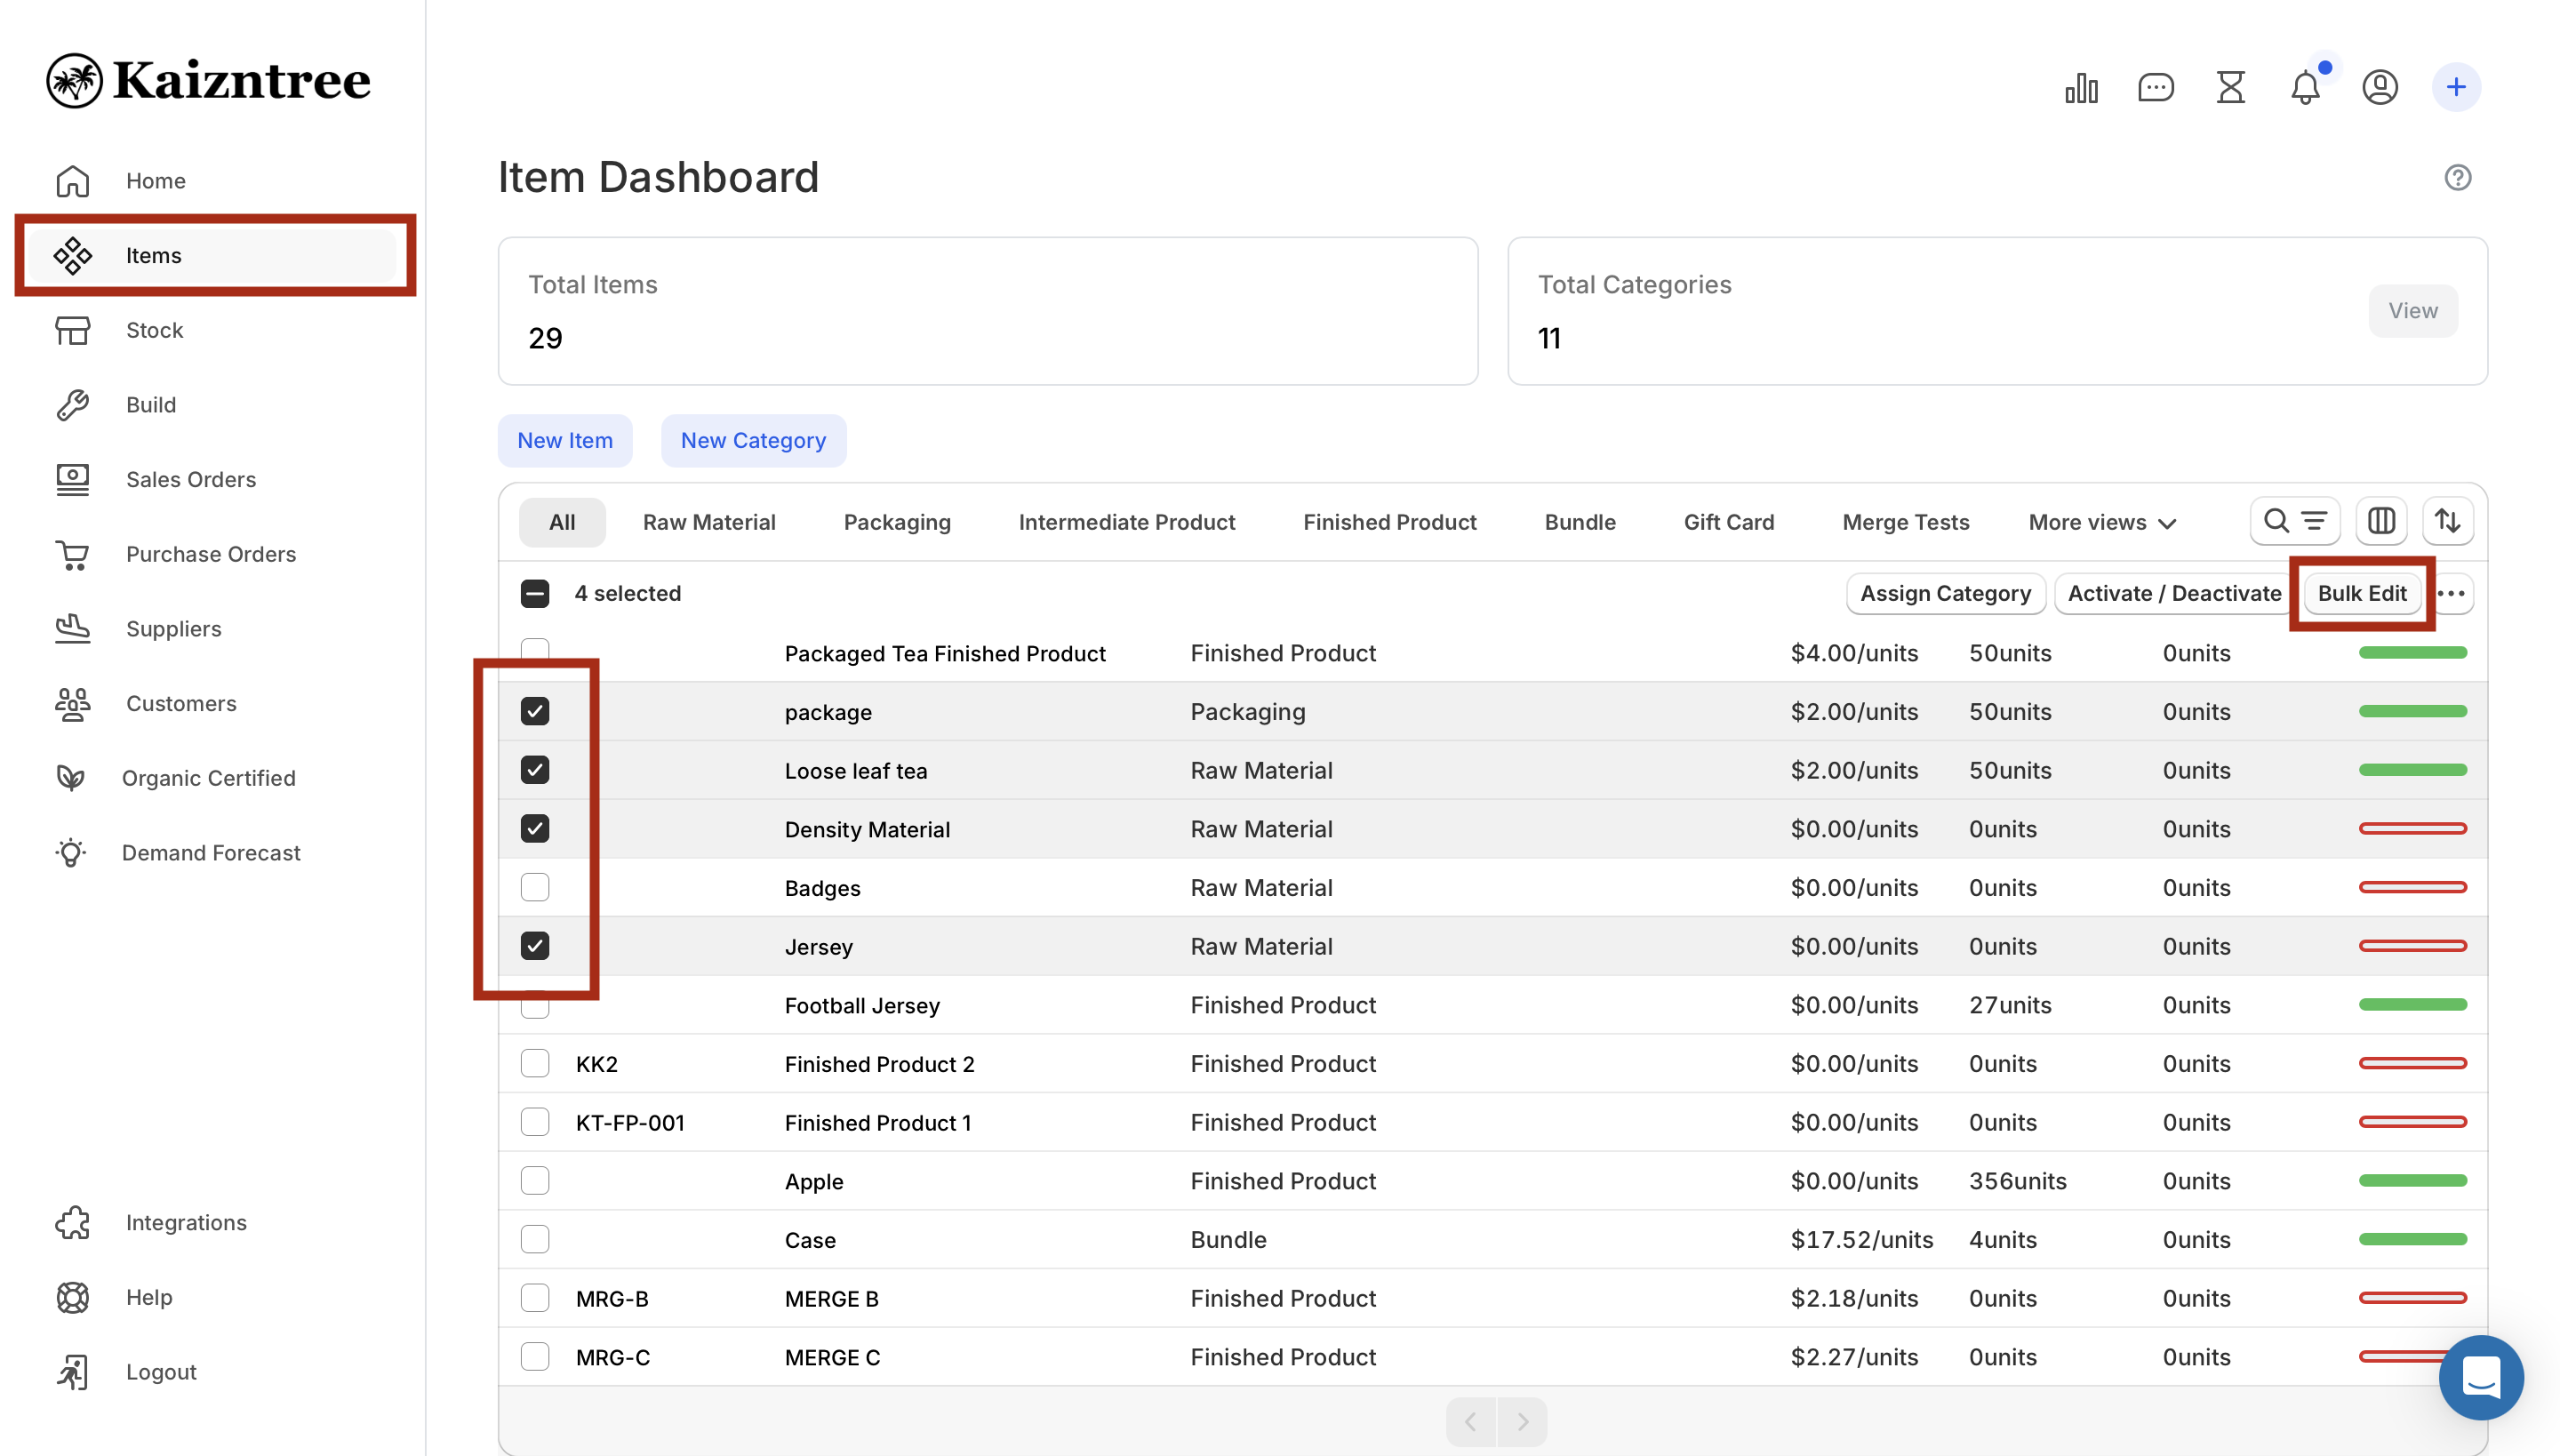 Kaizntree
Home
Items
Stock
Build
Sales Orders
Purchase Orders
Suppliers
Customers
Organic Certified
Demand Forecast
Integrations
Help
Logout
Item Dashboard
Total Items
29
Total Categories
11
View
New Item New Category
All Raw Material Packaging Intermediate Product Finished Product Bundle Gift Card Merge Tests More views
4 selected Assign Category Activate / Deactivate Bulk Edit
Packaged Tea Finished Product Finished Product $4.00/units 50units 0units
package Packaging $2.00/units 50units 0units
Loose leaf tea Raw Material $2.00/units 50units 0units
Density Material Raw Material $0.00/units 0units 0units
Badges Raw Material $0.00/units 0units 0units
Jersey Raw Material $0.00/units 0units 0units
Football Jersey Finished Product $0.00/units 27units 0units
KK2 Finished Product 2 Finished Product $0.00/units 0units 0units
KT-FP-001 Finished Product 1 Finished Product $0.00/units 0units 0units
Apple Finished Product $0.00/units 356units 0units
Case Bundle $17.52/units 4units 0units
MRG-B MERGE B Finished Product $2.18/units 0units 0units
MRG-C MERGE C Finished Product $2.27/units 0units 0units